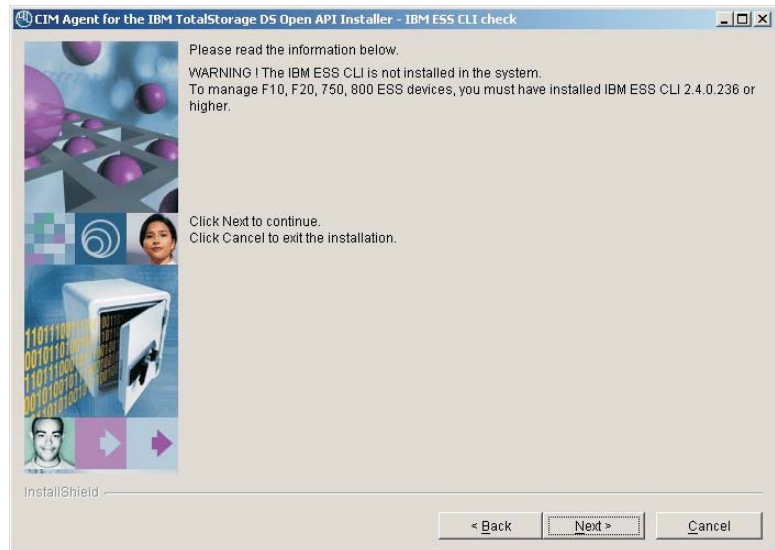 CIM Agent for the IBM TotalStorage DS Open API Installer - IBM ESS CLI check
Please read the information below.
WARNING ! The IBM ESS CLI is not installed in the system.
To manage F10, F20, 750, 800 ESS devices, you must have installed IBM ESS CLI 2.4.0.236 or
higher.
Click Next to continue.
Click Cancel to exit the installation.
InstallShield
< Back
Next >
Cancel